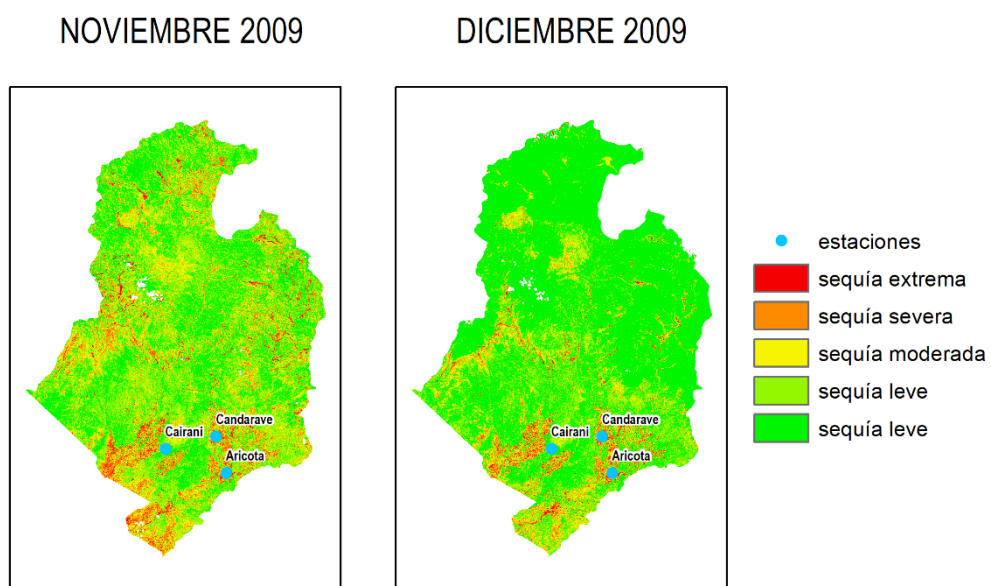 NOVIEMBRE 2009
DICIEMBRE 2009
Candarave
Cairani
Aricota
Candarave
Cairani
Aricota
estaciones
sequía extrema
sequía severa
sequía moderada
sequía leve
sequía leve